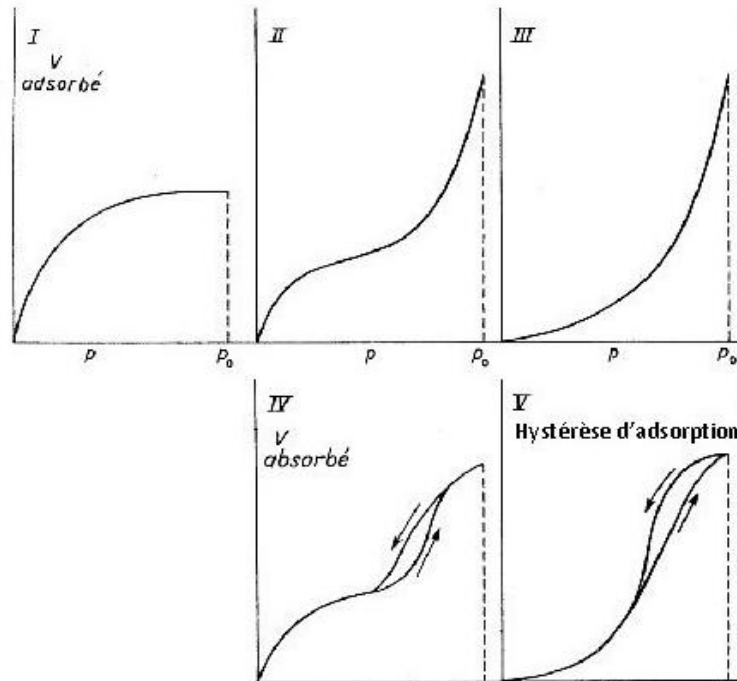 I
V
adsorbé
II
III
p
p₀
p
p₀
p
p₀
IV
V
absorbé
V
Hystérèse d'adsorption